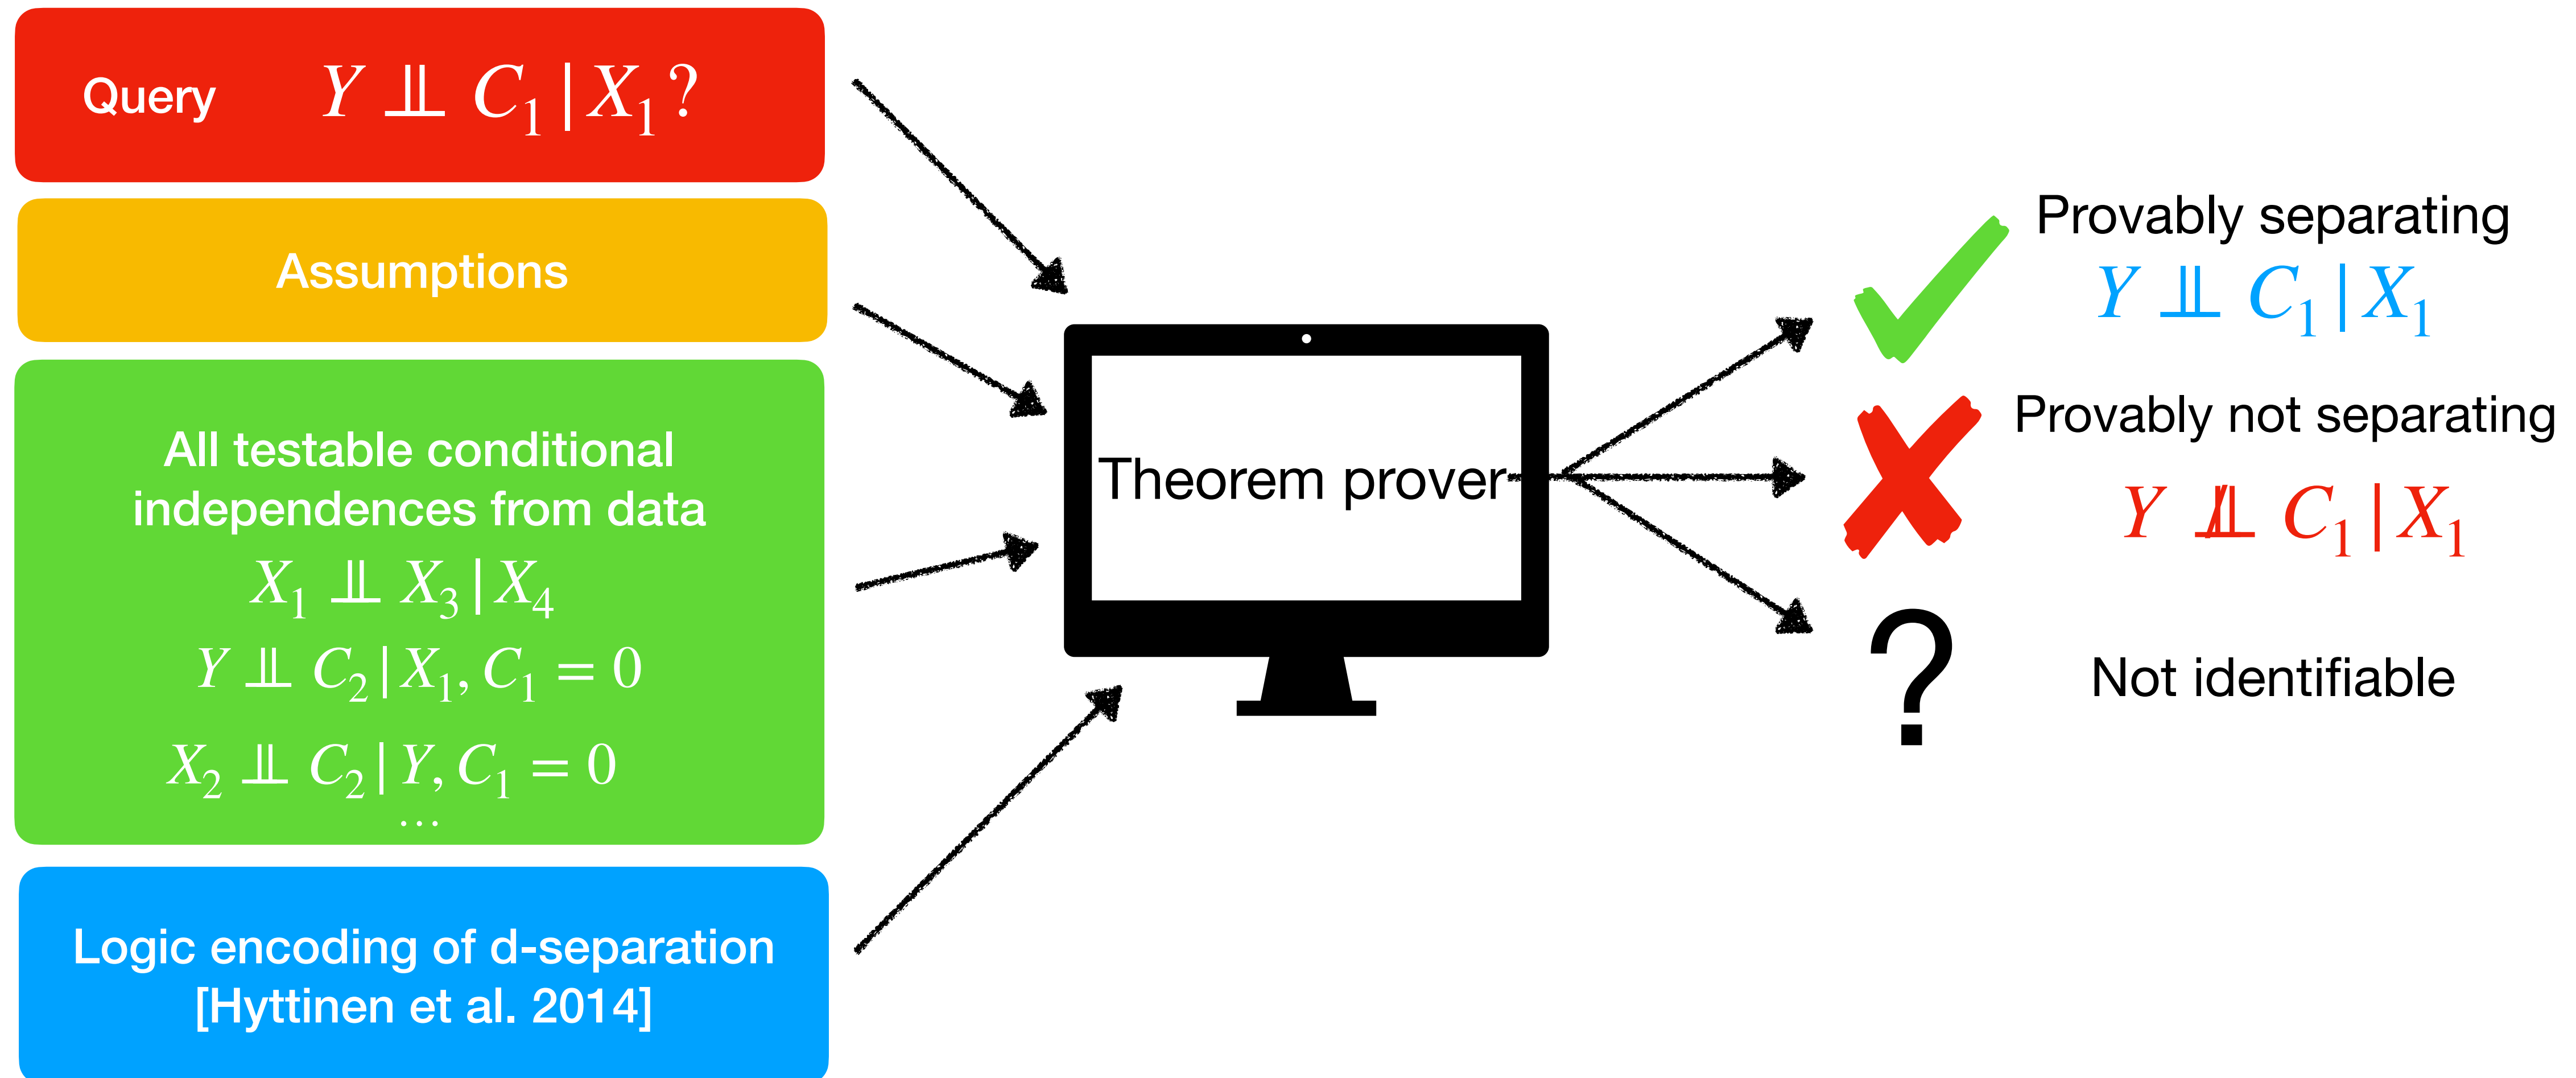 Query Y ⫫ C₁ | X₁ ?
Assumptions
All testable conditional
independences from data
X₁ ⫫ X₃ | X₄
Y ⫫ C₂ | X₁, C₁ = 0
X₂ ⫫ C₂ | Y, C₁ = 0
...
Logic encoding of d-separation
[Hyttinen et al. 2014]
Theorem prover
Provably separating
Y ⫫ C₁ | X₁
Provably not separating
Y ⫫̸ C₁ | X₁
?
Not identifiable